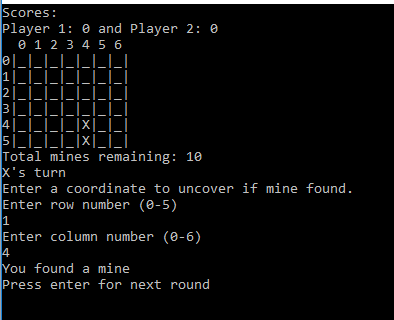 Scores:
Player 1: 0 and Player 2: 0
  0 1 2 3 4 5 6
0|_|_|_|_|_|_|_|
1|_|_|_|_|_|_|_|
2|_|_|_|_|_|_|_|
3|_|_|_|_|_|_|_|
4|_|_|_|_|X|_|_|
5|_|_|_|_|X|_|_|
Total mines remaining: 10
X's turn
Enter a coordinate to uncover if mine found.
Enter row number (0-5)
1
Enter column number (0-6)
4
You found a mine
Press enter for next round